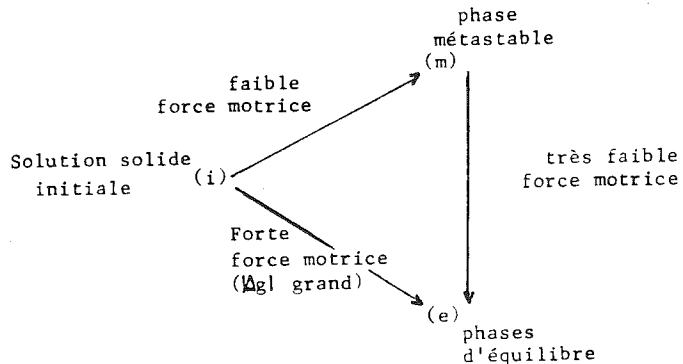 phase
métastable
(m)
faible
force motrice
Solution solide
initiale (i)
très faible
force motrice
Forte
force motrice
(|Δg| grand)
(e)
phases
d'équilibre